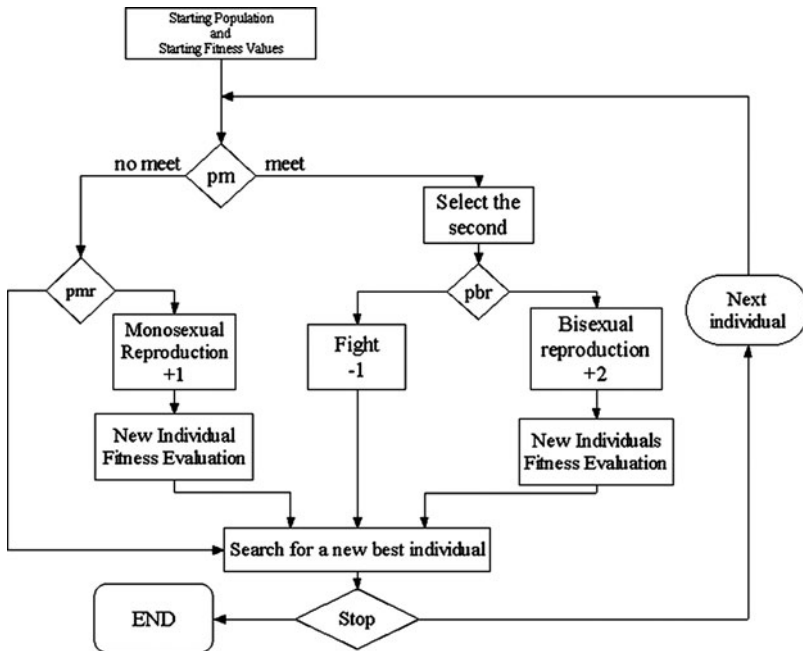 Starting Population
and
Starting Fitness Values
no meet
pm
meet
Select the
second
pmr
pbr
Next
individual
Monosexual
Reproduction
+1
Fight
-1
Bisexual
reproduction
+2
New Individual
Fitness Evaluation
New Individuals
Fitness Evaluation
Search for a new best individual
END
Stop